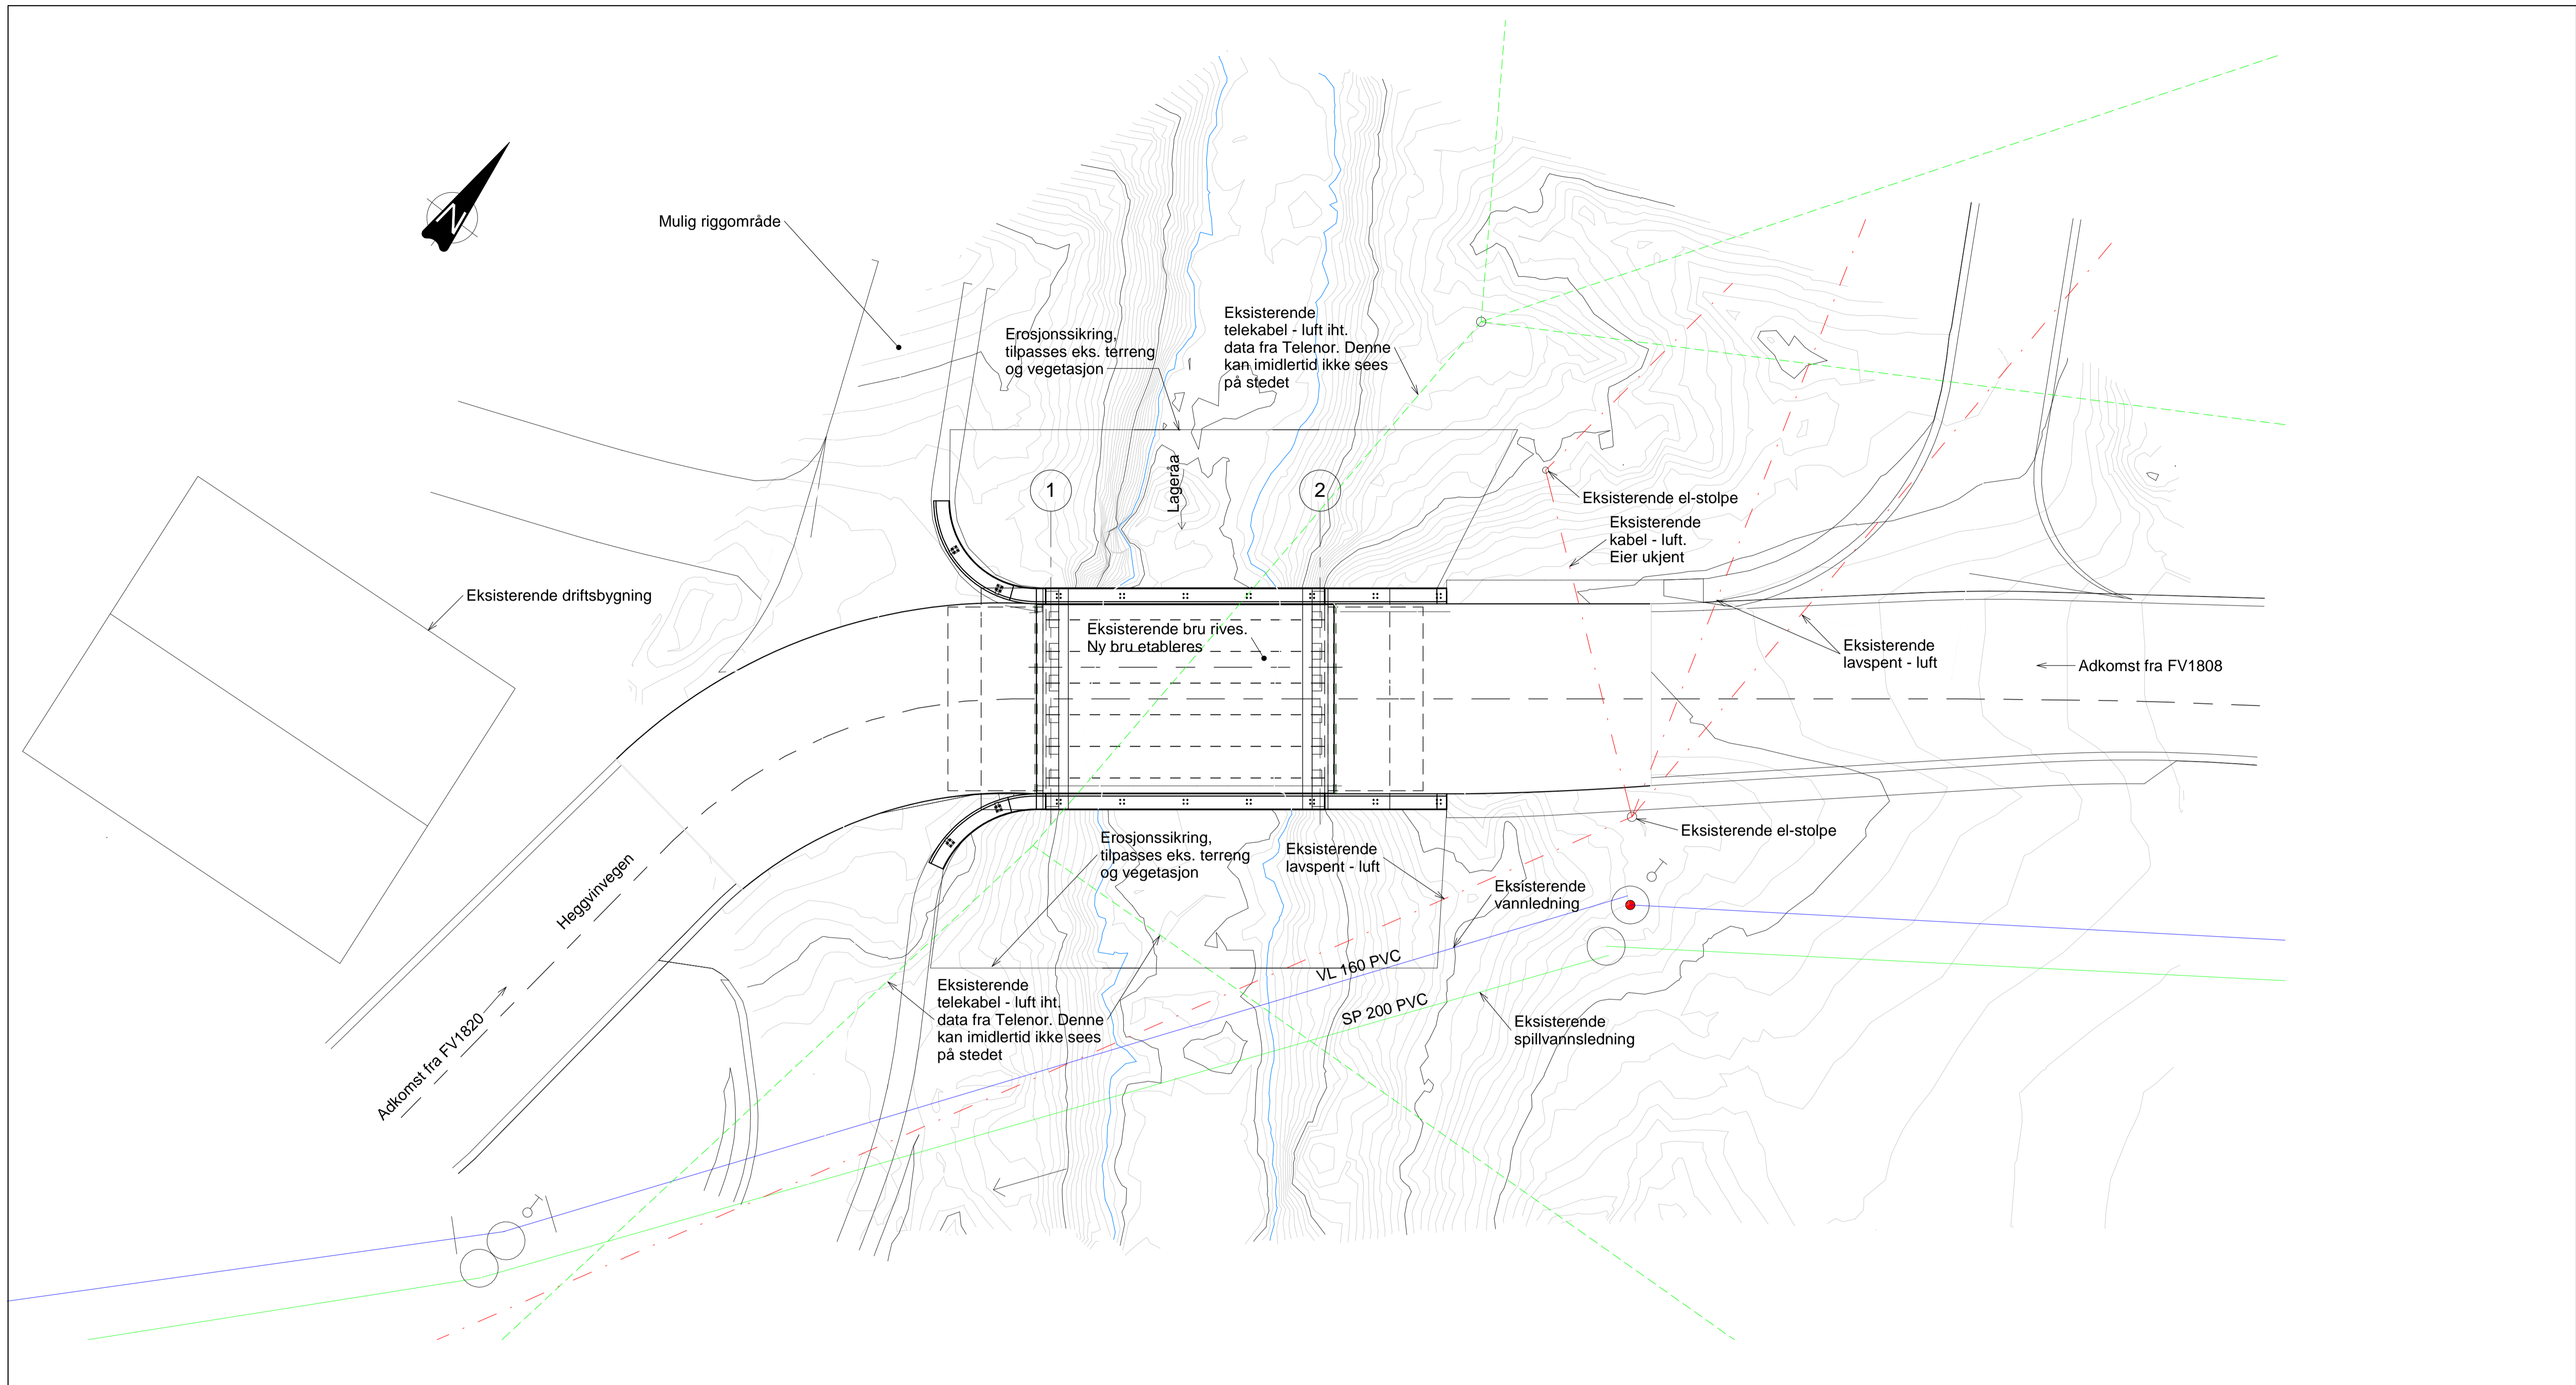 N
Mulig riggområde
Erosjonssikring,
tilpasses eks. terreng
og vegetasjon
Eksisterende
telekabel - luft iht.
data fra Telenor. Denne
kan imidlertid ikke sees
på stedet
1
Lageråa
2
Eksisterende el-stolpe
Eksisterende
kabel - luft.
Eier ukjent
Eksisterende driftsbygning
Eksisterende bru rives.
Ny bru etableres
Eksisterende
lavspent - luft
Adkomst fra FV1808
Heggvinvegen
Adkomst fra FV1820
Erosjonssikring,
tilpasses eks. terreng
og vegetasjon
Eksisterende
lavspent - luft
Eksisterende el-stolpe
Eksisterende
vannledning
VL 160 PVC
SP 200 PVC
Eksisterende
telekabel - luft iht.
data fra Telenor. Denne
kan imidlertid ikke sees
på stedet
Eksisterende
spillvannsledning